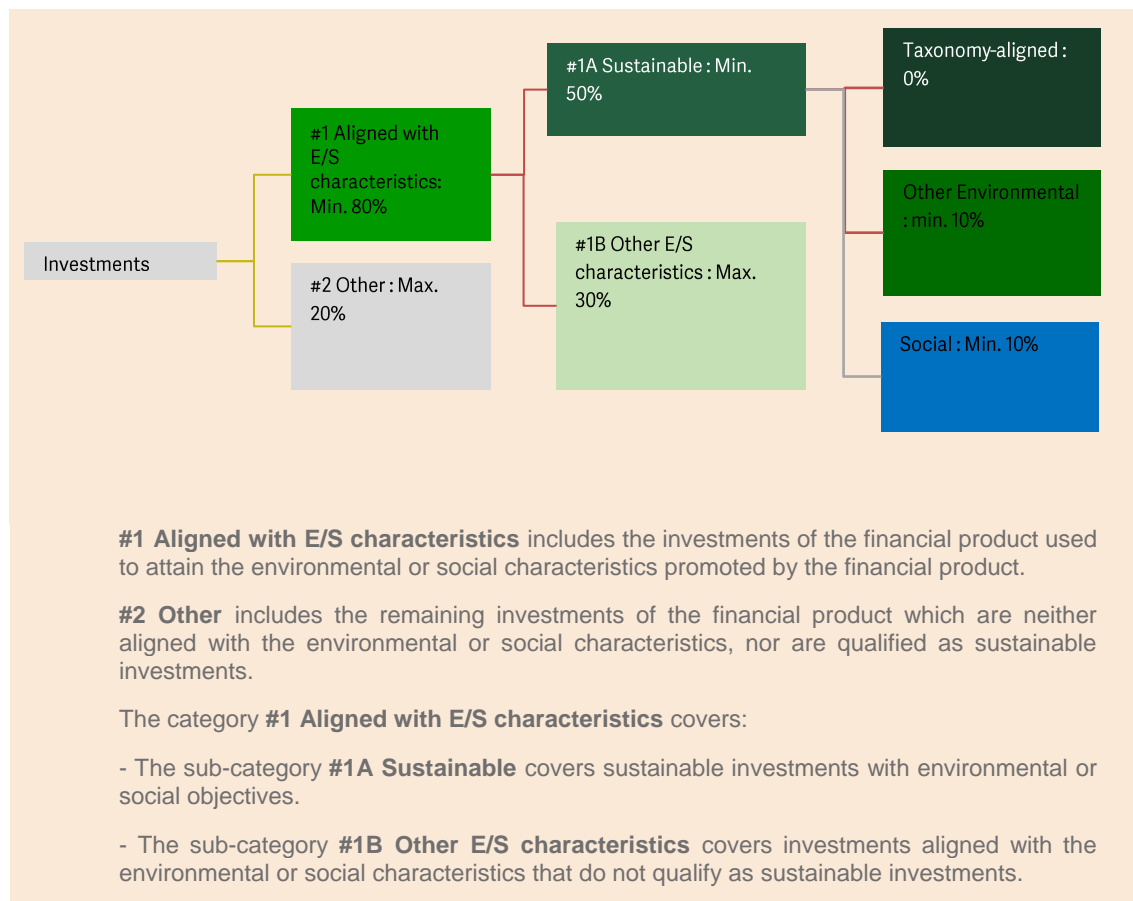 Investments
#1 Aligned with
E/S
characteristics:
Min. 80%
#2 Other : Max.
20%
#1A Sustainable : Min.
50%
#1B Other E/S
characteristics : Max.
30%
Taxonomy-aligned :
0%
Other Environmental
: min. 10%
Social : Min. 10%
#1 Aligned with E/S characteristics includes the investments of the financial product used
to attain the environmental or social characteristics promoted by the financial product.
#2 Other includes the remaining investments of the financial product which are neither
aligned with the environmental or social characteristics, nor are qualified as sustainable
investments.
The category #1 Aligned with E/S characteristics covers:
- The sub-category #1A Sustainable covers sustainable investments with environmental or
social objectives.
- The sub-category #1B Other E/S characteristics covers investments aligned with the
environmental or social characteristics that do not qualify as sustainable investments.